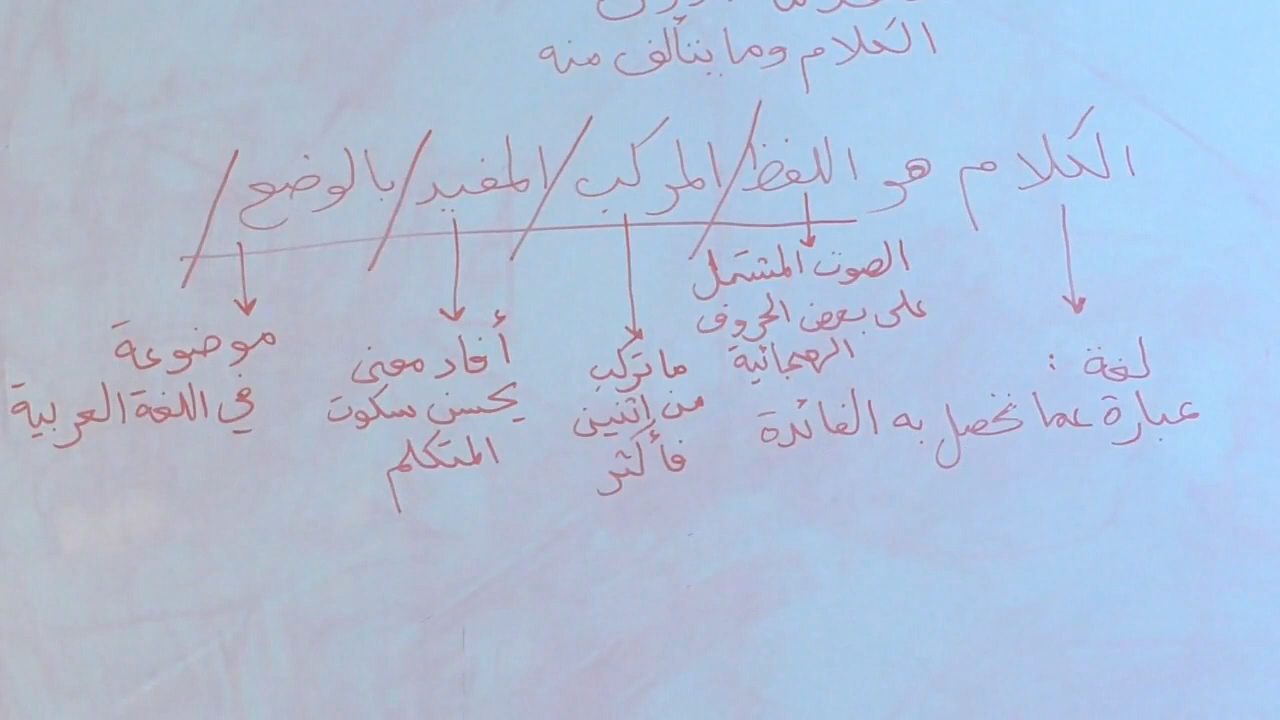 الكلام وما يتألف منه
الكلام هو اللفظ / المركب / المفيد / بالوضع /
لغة :
عبارة عما تحصل به الفائدة
الصوت المشتمل
على بعض الحروف
الهجائية
ما تركب
من اثنين
فأكثر
أفاد معنى
يحسن سكوت
المتكلم
موضوعة
في اللغة العربية